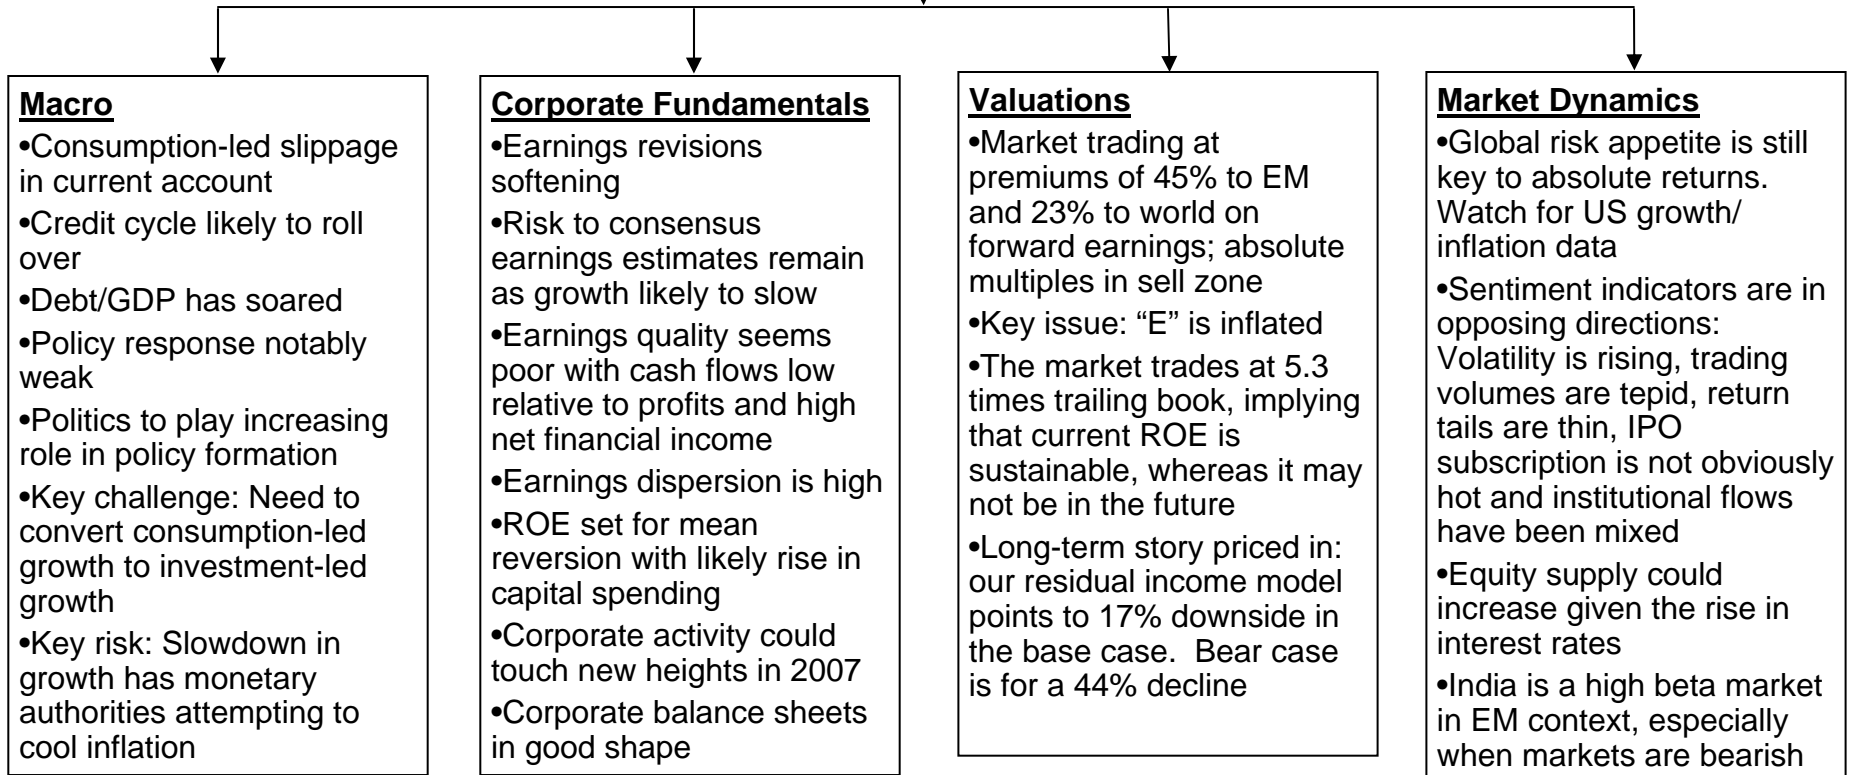 Macro
•Consumption-led slippage
in current account
•Credit cycle likely to roll
over
•Debt/GDP has soared
•Policy response notably
weak
•Politics to play increasing
role in policy formation
•Key challenge: Need to
convert consumption-led
growth to investment-led
growth
•Key risk: Slowdown in
growth has monetary
authorities attempting to
cool inflation
Corporate Fundamentals
•Earnings revisions
softening
•Risk to consensus
earnings estimates remain
as growth likely to slow
•Earnings quality seems
poor with cash flows low
relative to profits and high
net financial income
•Earnings dispersion is high
•ROE set for mean
reversion with likely rise in
capital spending
•Corporate activity could
touch new heights in 2007
•Corporate balance sheets
in good shape
Valuations
•Market trading at
premiums of 45% to EM
and 23% to world on
forward earnings; absolute
multiples in sell zone
•Key issue: “E” is inflated
•The market trades at 5.3
times trailing book, implying
that current ROE is
sustainable, whereas it may
not be in the future
•Long-term story priced in:
our residual income model
points to 17% downside in
the base case.  Bear case
is for a 44% decline
Market Dynamics
•Global risk appetite is still
key to absolute returns.
Watch for US growth/
inflation data
•Sentiment indicators are in
opposing directions:
Volatility is rising, trading
volumes are tepid, return
tails are thin, IPO
subscription is not obviously
hot and institutional flows
have been mixed
•Equity supply could
increase given the rise in
interest rates
•India is a high beta market
in EM context, especially
when markets are bearish